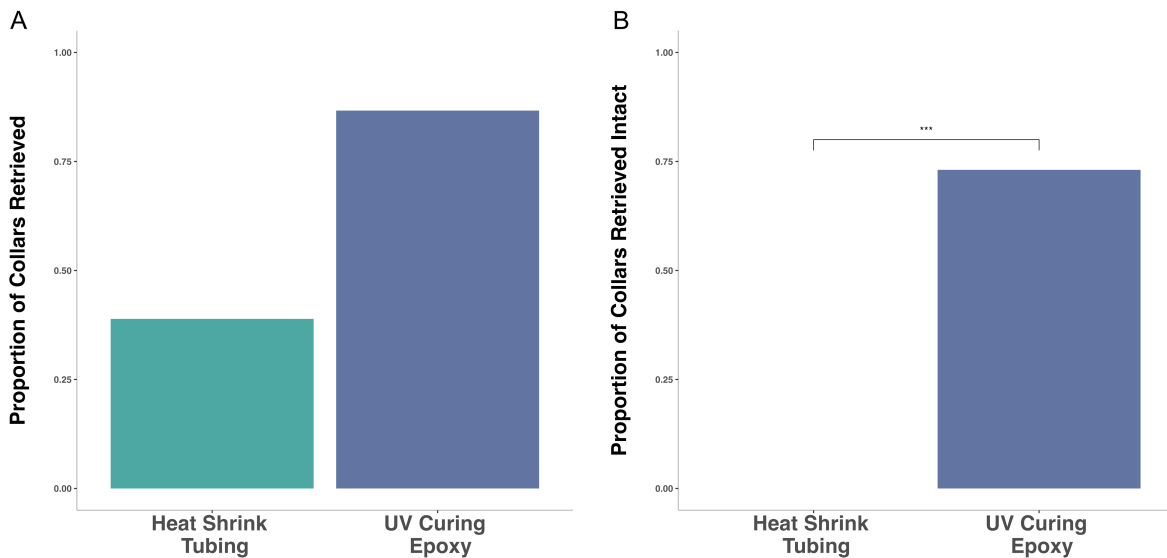 A
Proportion of Collars Retrieved
1.00
0.75
0.50
0.25
0.00
Heat Shrink
Tubing
UV Curing
Epoxy
B
Proportion of Collars Retrieved Intact
1.00
0.75
0.50
0.25
0.00
***
Heat Shrink
Tubing
UV Curing
Epoxy